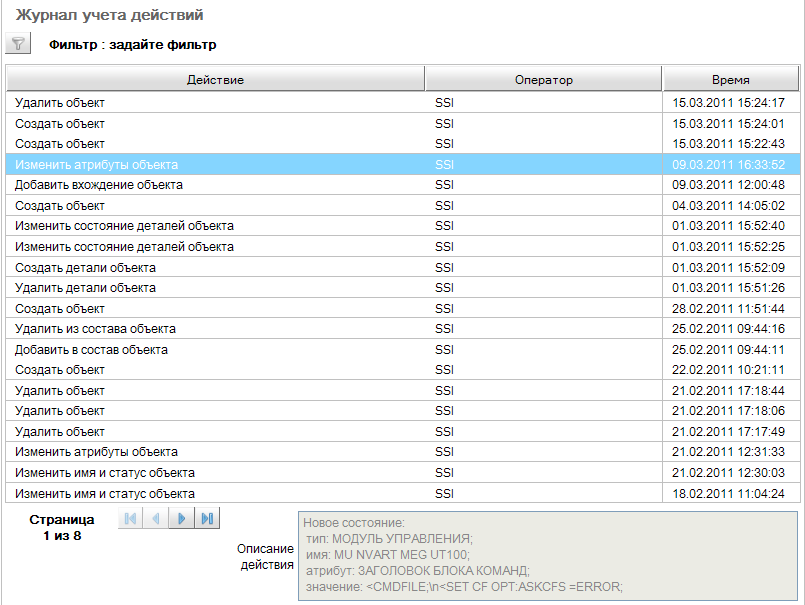 Журнал учета действий
Фильтр : задайте фильтр
Действие Оператор Время
Удалить объект SSI 15.03.2011 15:24:17
Создать объект SSI 15.03.2011 15:24:01
Создать объект SSI 15.03.2011 15:22:43
Изменить атрибуты объекта SSI 09.03.2011 16:33:52
Добавить вхождение объекта SSI 09.03.2011 12:00:48
Создать объект SSI 04.03.2011 14:05:02
Изменить состояние деталей объекта SSI 01.03.2011 15:52:40
Изменить состояние деталей объекта SSI 01.03.2011 15:52:25
Создать детали объекта SSI 01.03.2011 15:52:09
Удалить детали объекта SSI 01.03.2011 15:51:26
Создать объект SSI 28.02.2011 11:51:44
Удалить из состава объекта SSI 25.02.2011 09:44:16
Добавить в состав объекта SSI 25.02.2011 09:44:11
Создать объект SSI 22.02.2011 10:21:11
Удалить объект SSI 21.02.2011 17:18:44
Удалить объект SSI 21.02.2011 17:18:06
Удалить объект SSI 21.02.2011 17:17:49
Изменить атрибуты объекта SSI 21.02.2011 12:31:33
Изменить имя и статус объекта SSI 21.02.2011 12:30:03
Изменить имя и статус объекта SSI 18.02.2011 11:04:24
Страница
1 из 8
Описание
действия
Новое состояние:
тип: МОДУЛЬ УПРАВЛЕНИЯ;
имя: MU NVART MEG UT100;
атрибут: ЗАГОЛОВОК БЛОКА КОМАНД;
значение: <CMDFILE;\n<SET CF OPT:ASKCFS =ERROR;